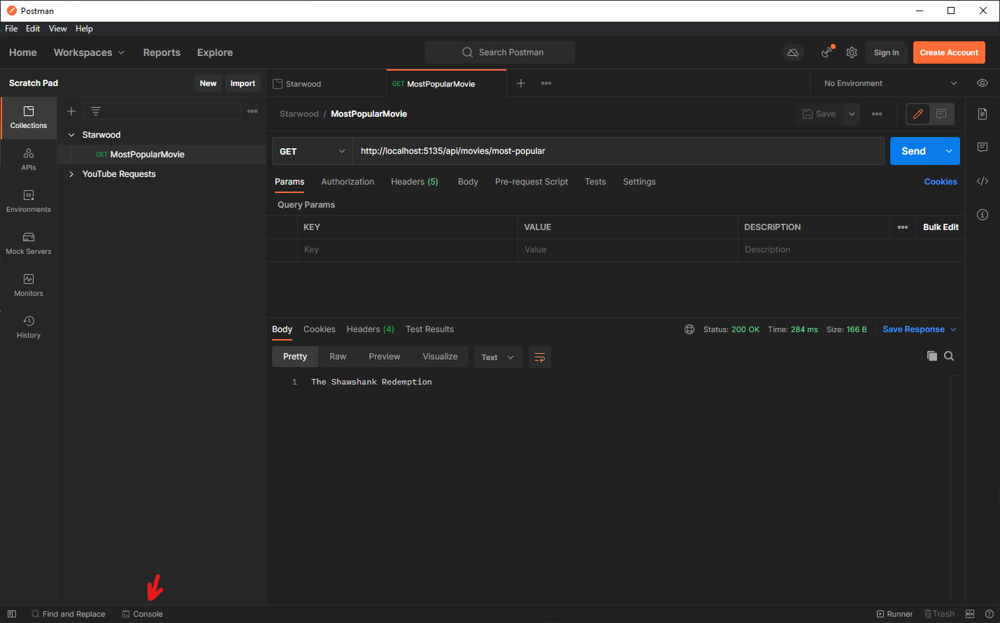 Postman
File Edit View Help
Home Workspaces Reports Explore Search Postman Sign In Create Account
Scratch Pad New Import Starwood GET MostPopularMovie No Environment
Collections
APIs
Environments
Mock Servers
Monitors
History
Starwood
GET MostPopularMovie
YouTube Requests
Starwood / MostPopularMovie Save
GET http://localhost:5135/api/movies/most-popular Send
Params Authorization Headers (5) Body Pre-request Script Tests Settings Cookies
Query Params
KEY VALUE DESCRIPTION Bulk Edit
Key Value Description
Body Cookies Headers (4) Test Results Status: 200 OK Time: 284 ms Size: 166 B Save Response
Pretty Raw Preview Visualize Text
1 The Shawshank Redemption
Find and Replace Console Runner Trash